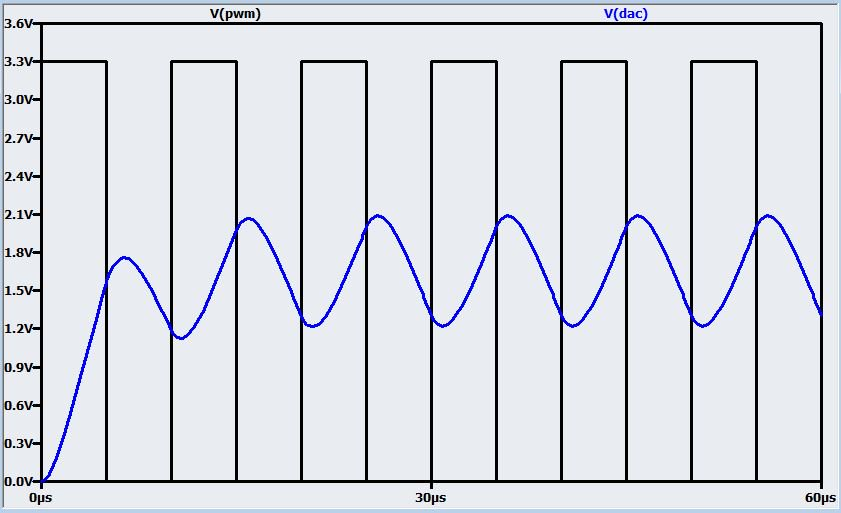 V(pwm) V(dac)
3.6V
3.3V
3.0V
2.7V
2.4V
2.1V
1.8V
1.5V
1.2V
0.9V
0.6V
0.3V
0.0V
0µs 30µs 60µs